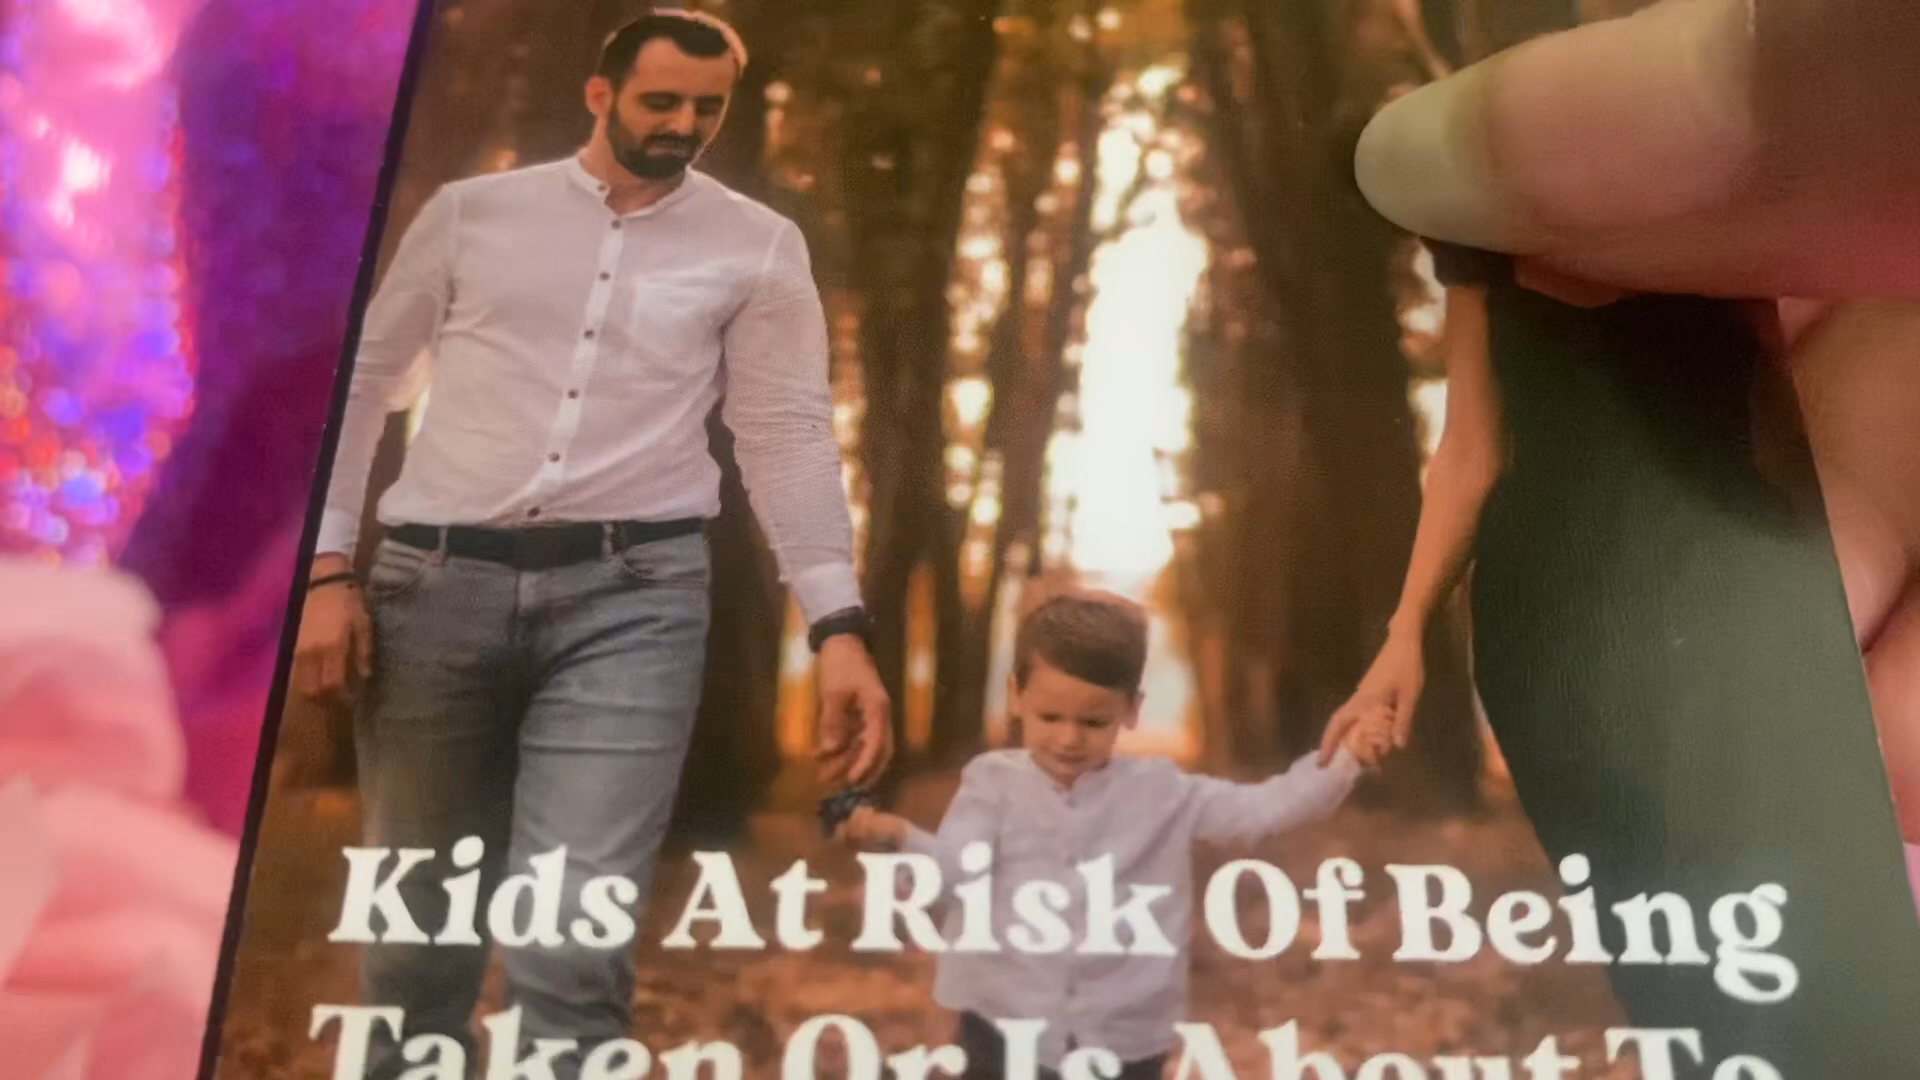 Kids At Risk Of Being
Taken Or Is About To